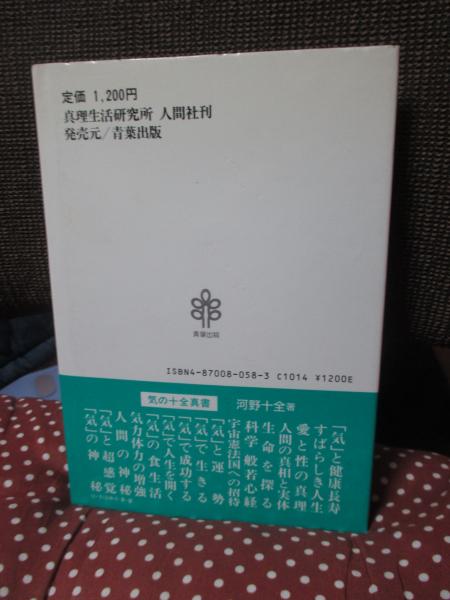 定価 1,200円
真理生活研究所 人間社刊
発売元/青葉出版
青葉出版
ISBN4-87008-058-3 C1014 ¥1200E
気の十全真書
河野十全著
「気」と健康長寿
すばらしき人生
愛と性の真理
人間の真相と実体
生命を探る
科学 般若心経
宇宙憲法国への招待
「気」と運勢
「気」で生きる
「気」で成功する
「気」で人生を開く
「気」の食生活
気力体力の増強
人間の神秘
「気」と超感覚
「気」の神秘